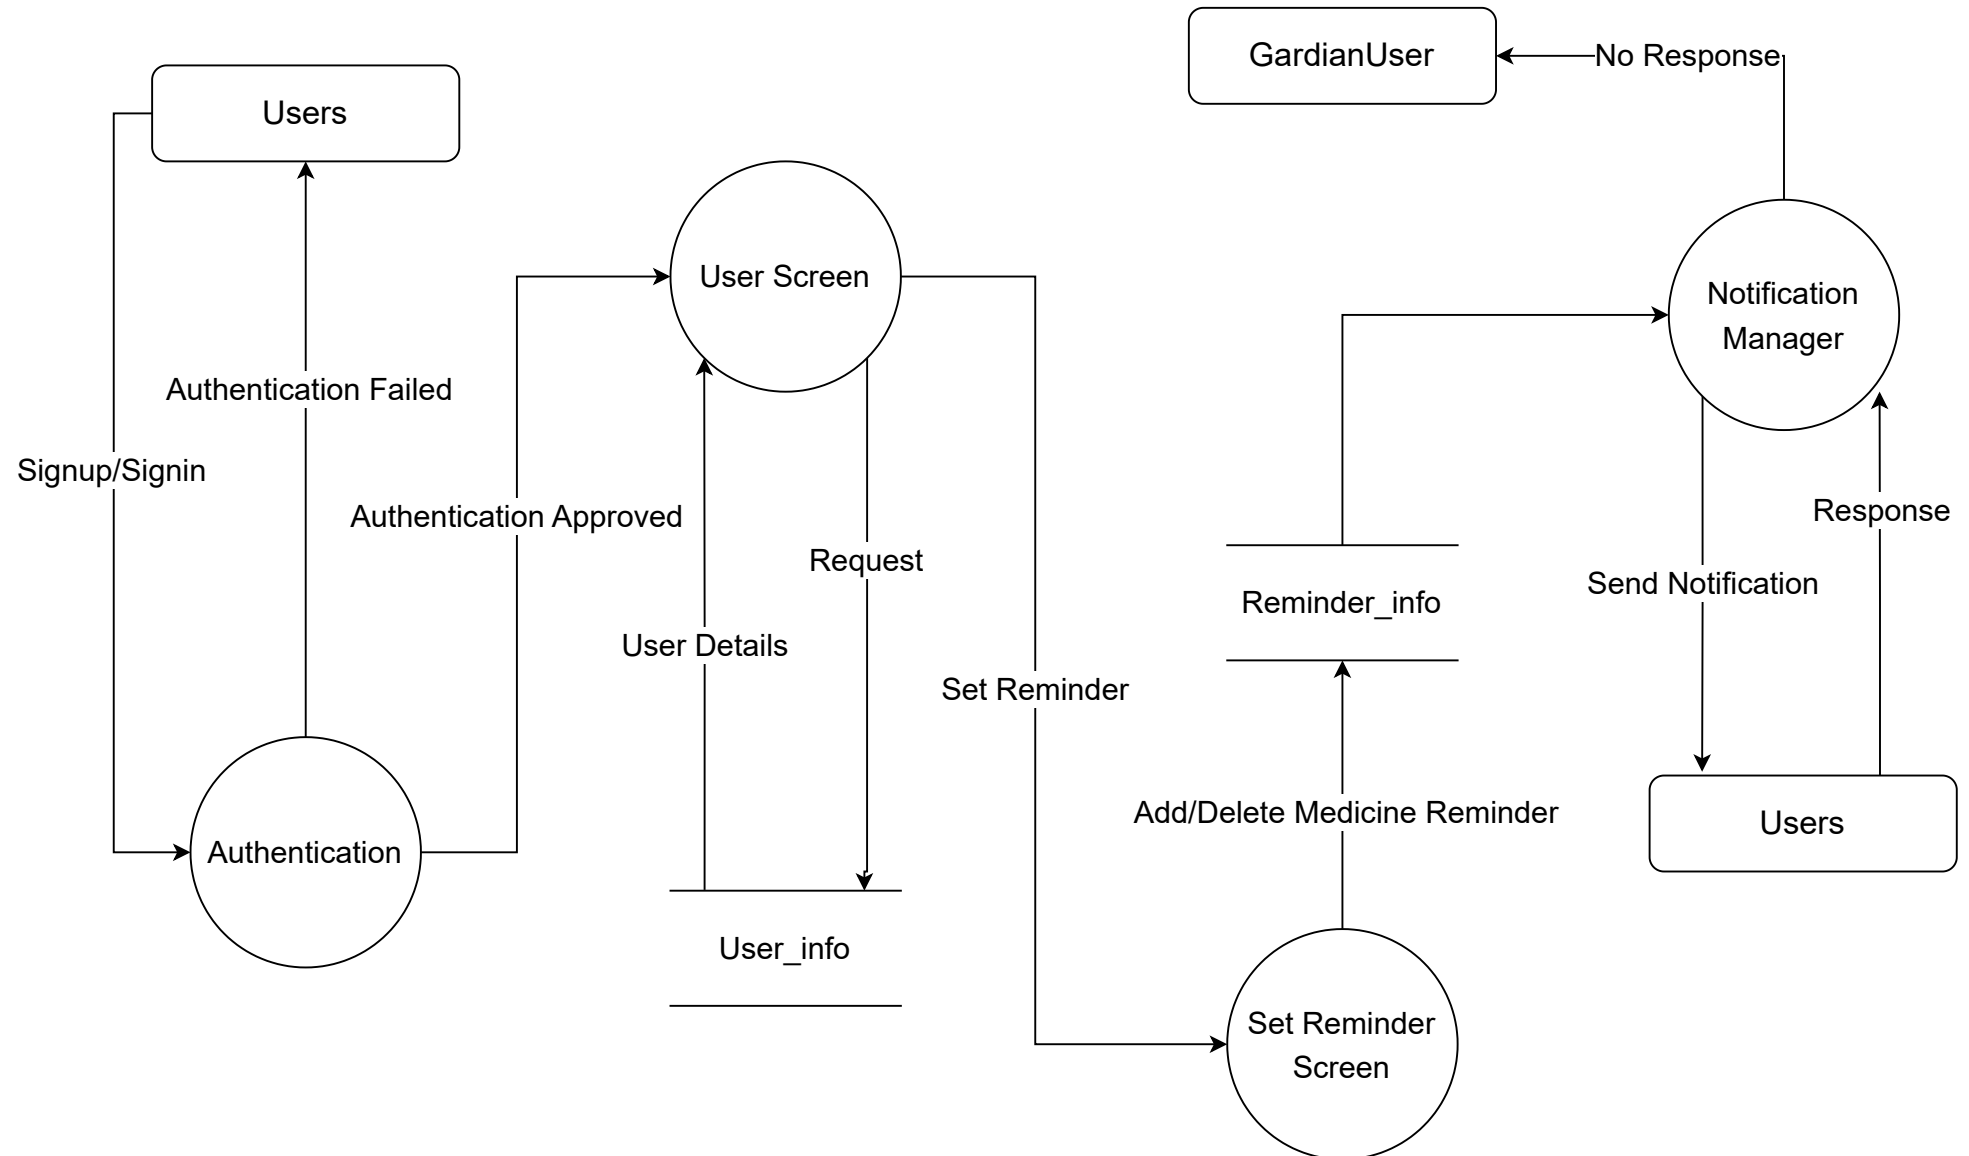 GardianUser
No Response
Users
User Screen
Notification
Manager
Authentication Failed
Signup/Signin
Authentication Approved
Response
Request
Send Notification
Reminder_info
User Details
Set Reminder
Add/Delete Medicine Reminder
Users
Authentication
User_info
Set Reminder
Screen